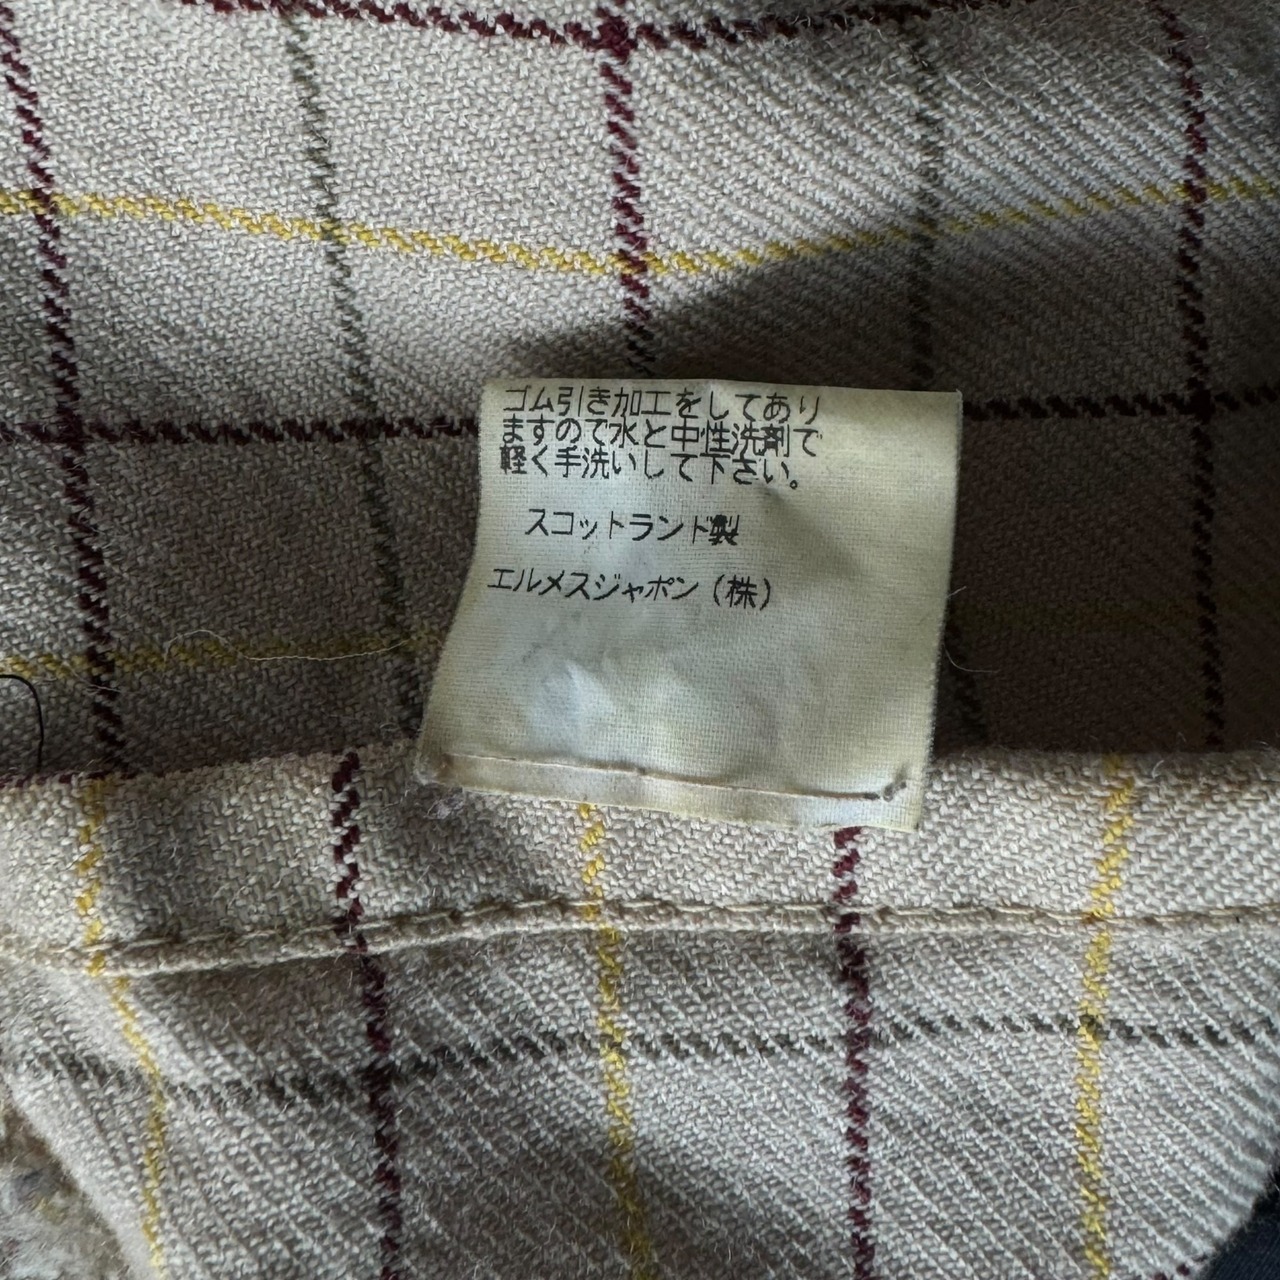 ゴム引き加工をしてあり
ますので水と中性洗剤で
軽く手洗いして下さい。
スコットランド製
エルメスジャポン(株)